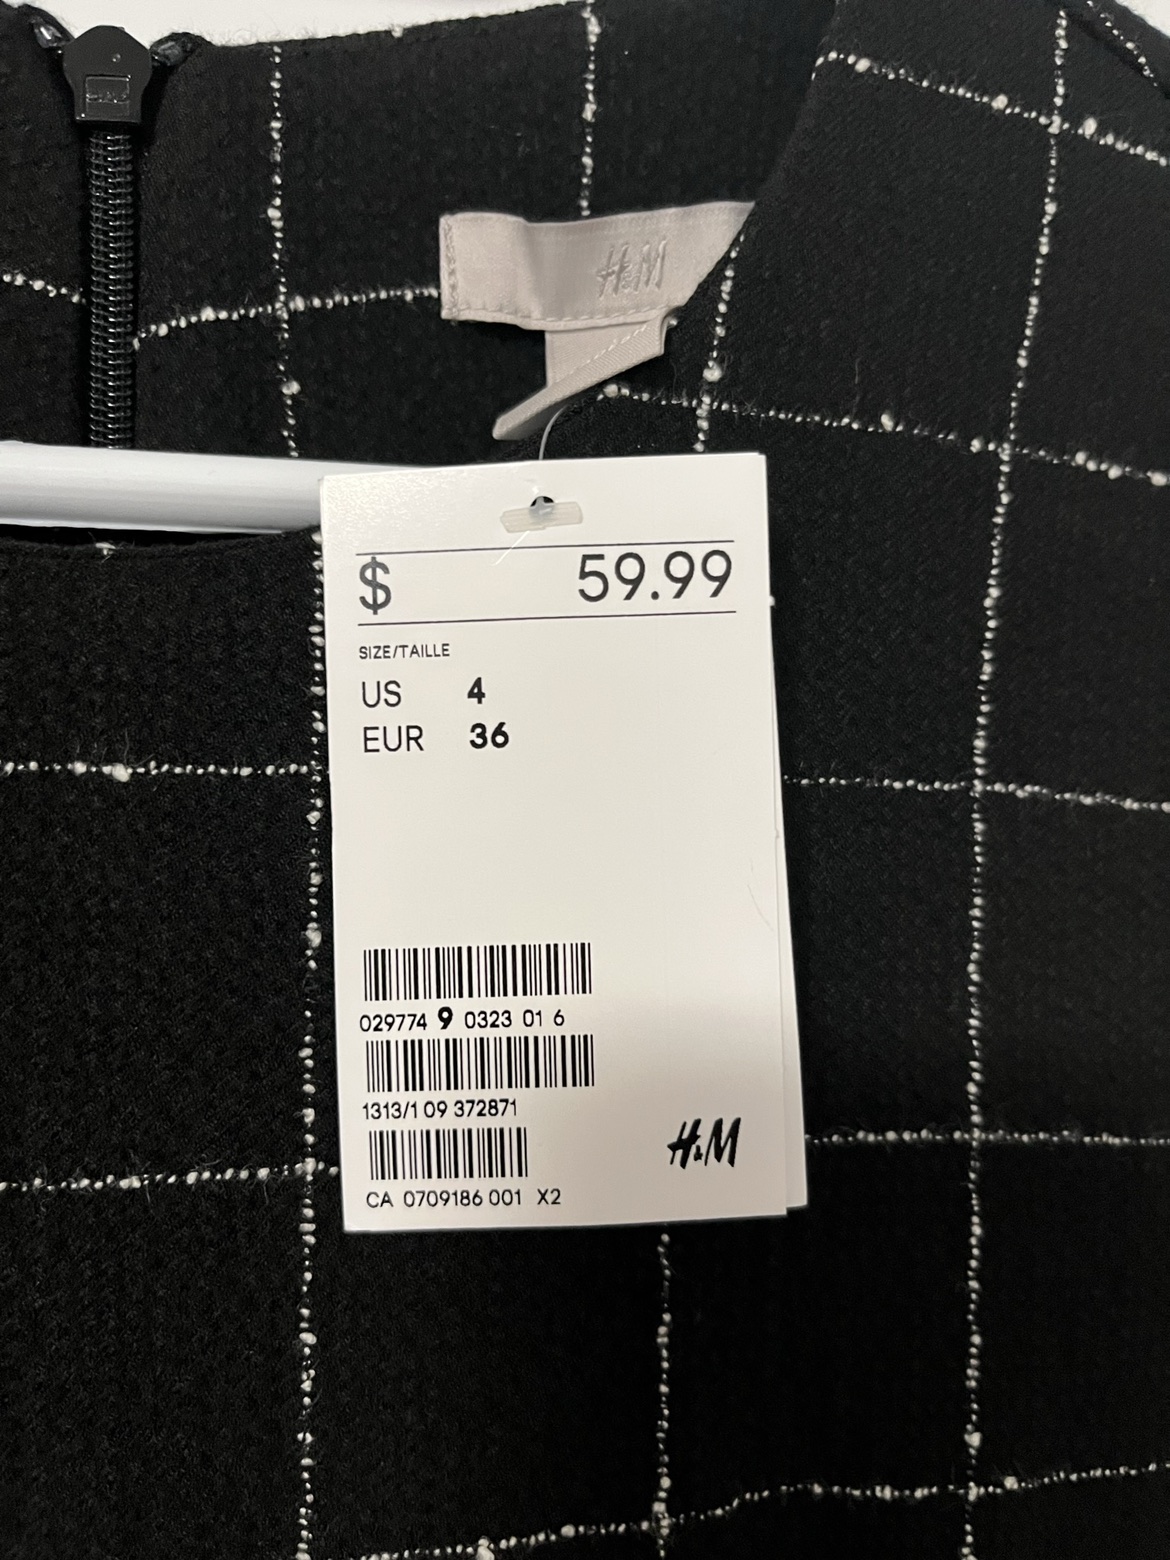 H&M
$ 59.99
SIZE/TAILLE
US 4
EUR 36
029774 9 0323 01 6
1313/1 09 372871
H&M
CA 0709186 001 X2